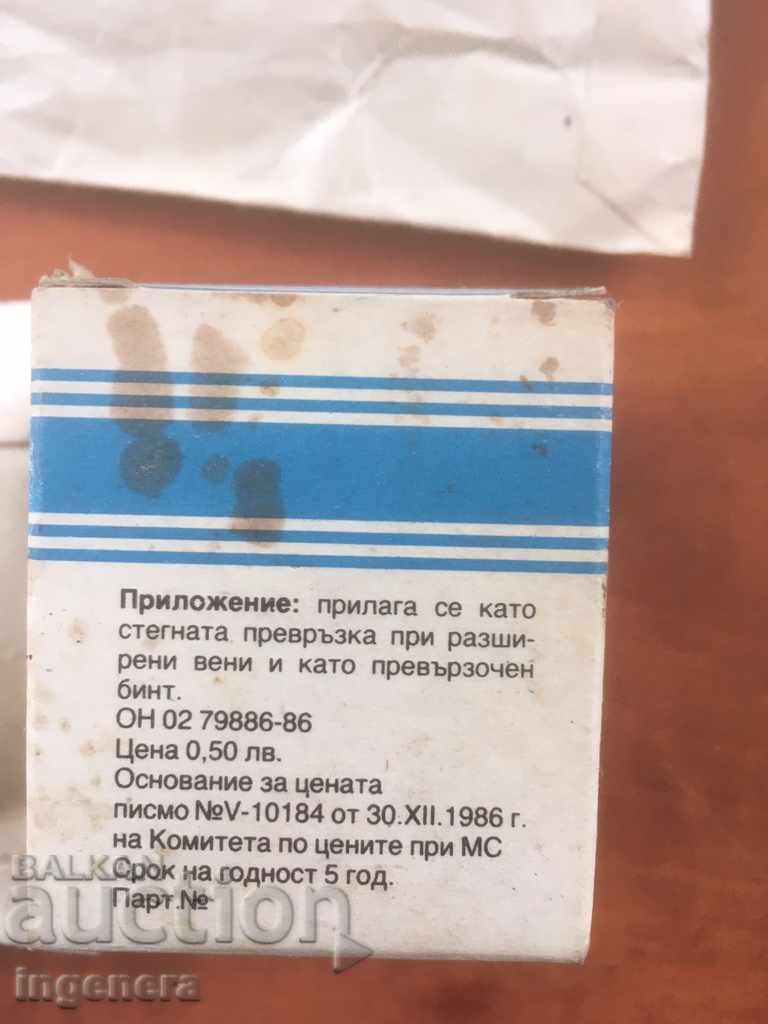 Приложение: прилага се като
стегната превръзка при разши-
рени вени и като превързочен
бинт.
ОН 02 79886-86
Цена 0,50 лв.
Основание за цената
писмо №V-10184 от 30.XII.1986 г.
на Комитета по цените при МС
Срок на годност 5 год.
Парт.№
BALKAN
auction
ingenera